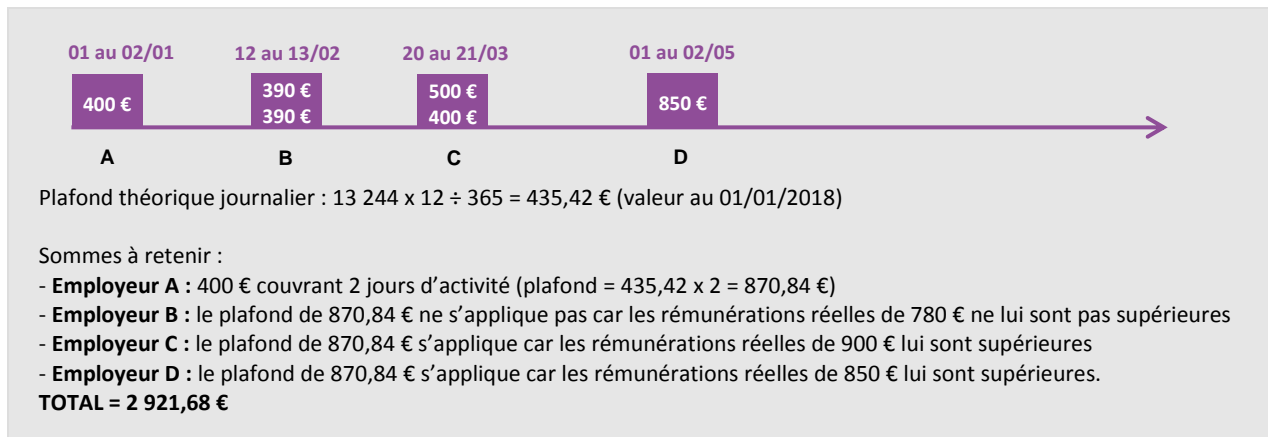 01 au 02/01 12 au 13/02 20 au 21/03 01 au 02/05
400 € 390 € 500 € 850 €
390 € 400 €
A B C D
Plafond théorique journalier : 13 244 x 12 ÷ 365 = 435,42 € (valeur au 01/01/2018)
Sommes à retenir :
- Employeur A : 400 € couvrant 2 jours d’activité (plafond = 435,42 x 2 = 870,84 €)
- Employeur B : le plafond de 870,84 € ne s’applique pas car les rémunérations réelles de 780 € ne lui sont pas supérieures
- Employeur C : le plafond de 870,84 € s’applique car les rémunérations réelles de 900 € lui sont supérieures
- Employeur D : le plafond de 870,84 € s’applique car les rémunérations réelles de 850 € lui sont supérieures.
TOTAL = 2 921,68 €